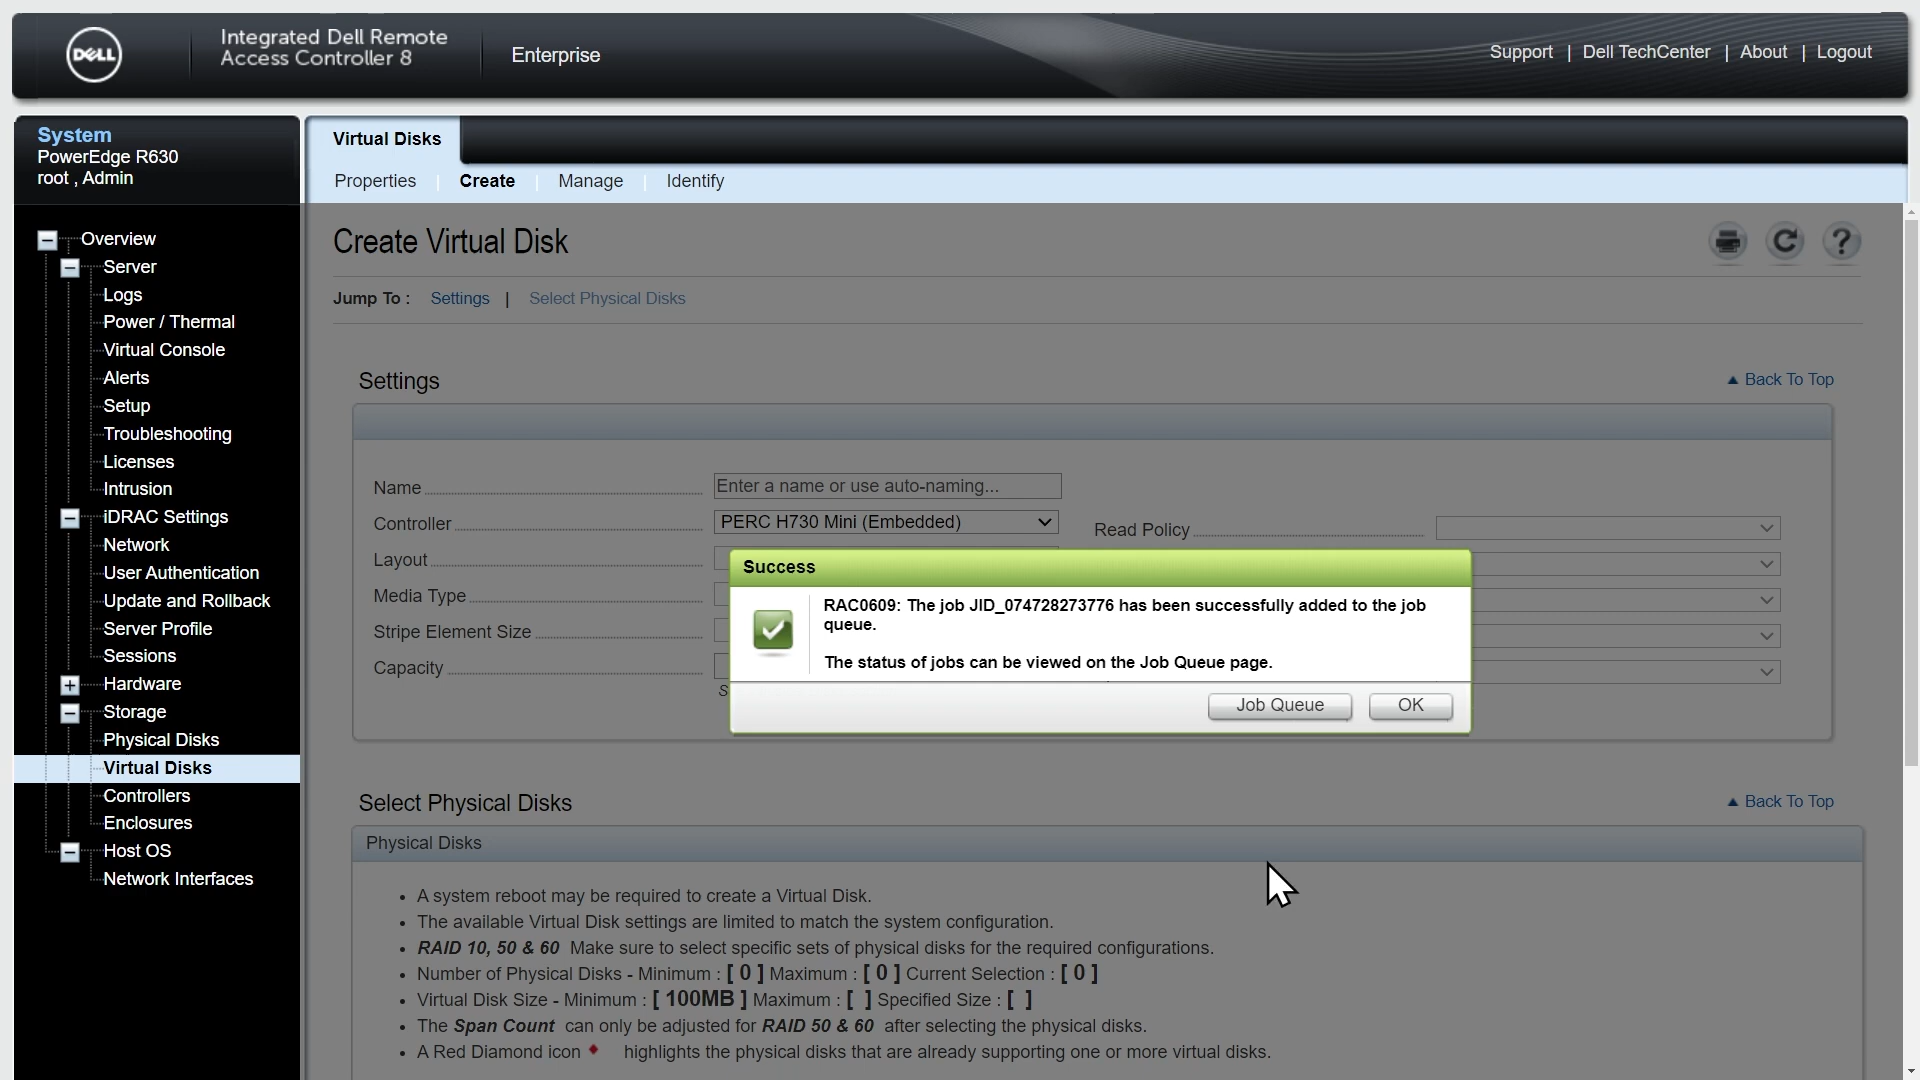 DELL
Integrated Dell Remote
Access Controller 8
Enterprise
Support | Dell TechCenter | About | Logout
System
PowerEdge R630
root , Admin
Virtual Disks
Properties
Create
Manage
Identify
Overview
Server
Logs
Power / Thermal
Virtual Console
Alerts
Setup
Troubleshooting
Licenses
Intrusion
iDRAC Settings
Network
User Authentication
Update and Rollback
Server Profile
Sessions
Hardware
Storage
Physical Disks
Virtual Disks
Controllers
Enclosures
Host OS
Network Interfaces
Create Virtual Disk
Jump To : Settings | Select Physical Disks
Settings
Back To Top
Name Enter a name or use auto-naming...
Controller PERC H730 Mini (Embedded)
Read Policy
Layout
Media Type
Stripe Element Size
Capacity
S
Success
RAC0609: The job JID_074728273776 has been successfully added to the job
queue.
The status of jobs can be viewed on the Job Queue page.
Job Queue
OK
Select Physical Disks
Back To Top
Physical Disks
• A system reboot may be required to create a Virtual Disk.
• The available Virtual Disk settings are limited to match the system configuration.
• RAID 10, 50 & 60 Make sure to select specific sets of physical disks for the required configurations.
• Number of Physical Disks - Minimum : [ 0 ] Maximum : [ 0 ] Current Selection : [ 0 ]
• Virtual Disk Size - Minimum : [ 100MB ] Maximum : [ ] Specified Size : [ ]
• The Span Count can only be adjusted for RAID 50 & 60 after selecting the physical disks.
• A Red Diamond icon highlights the physical disks that are already supporting one or more virtual disks.